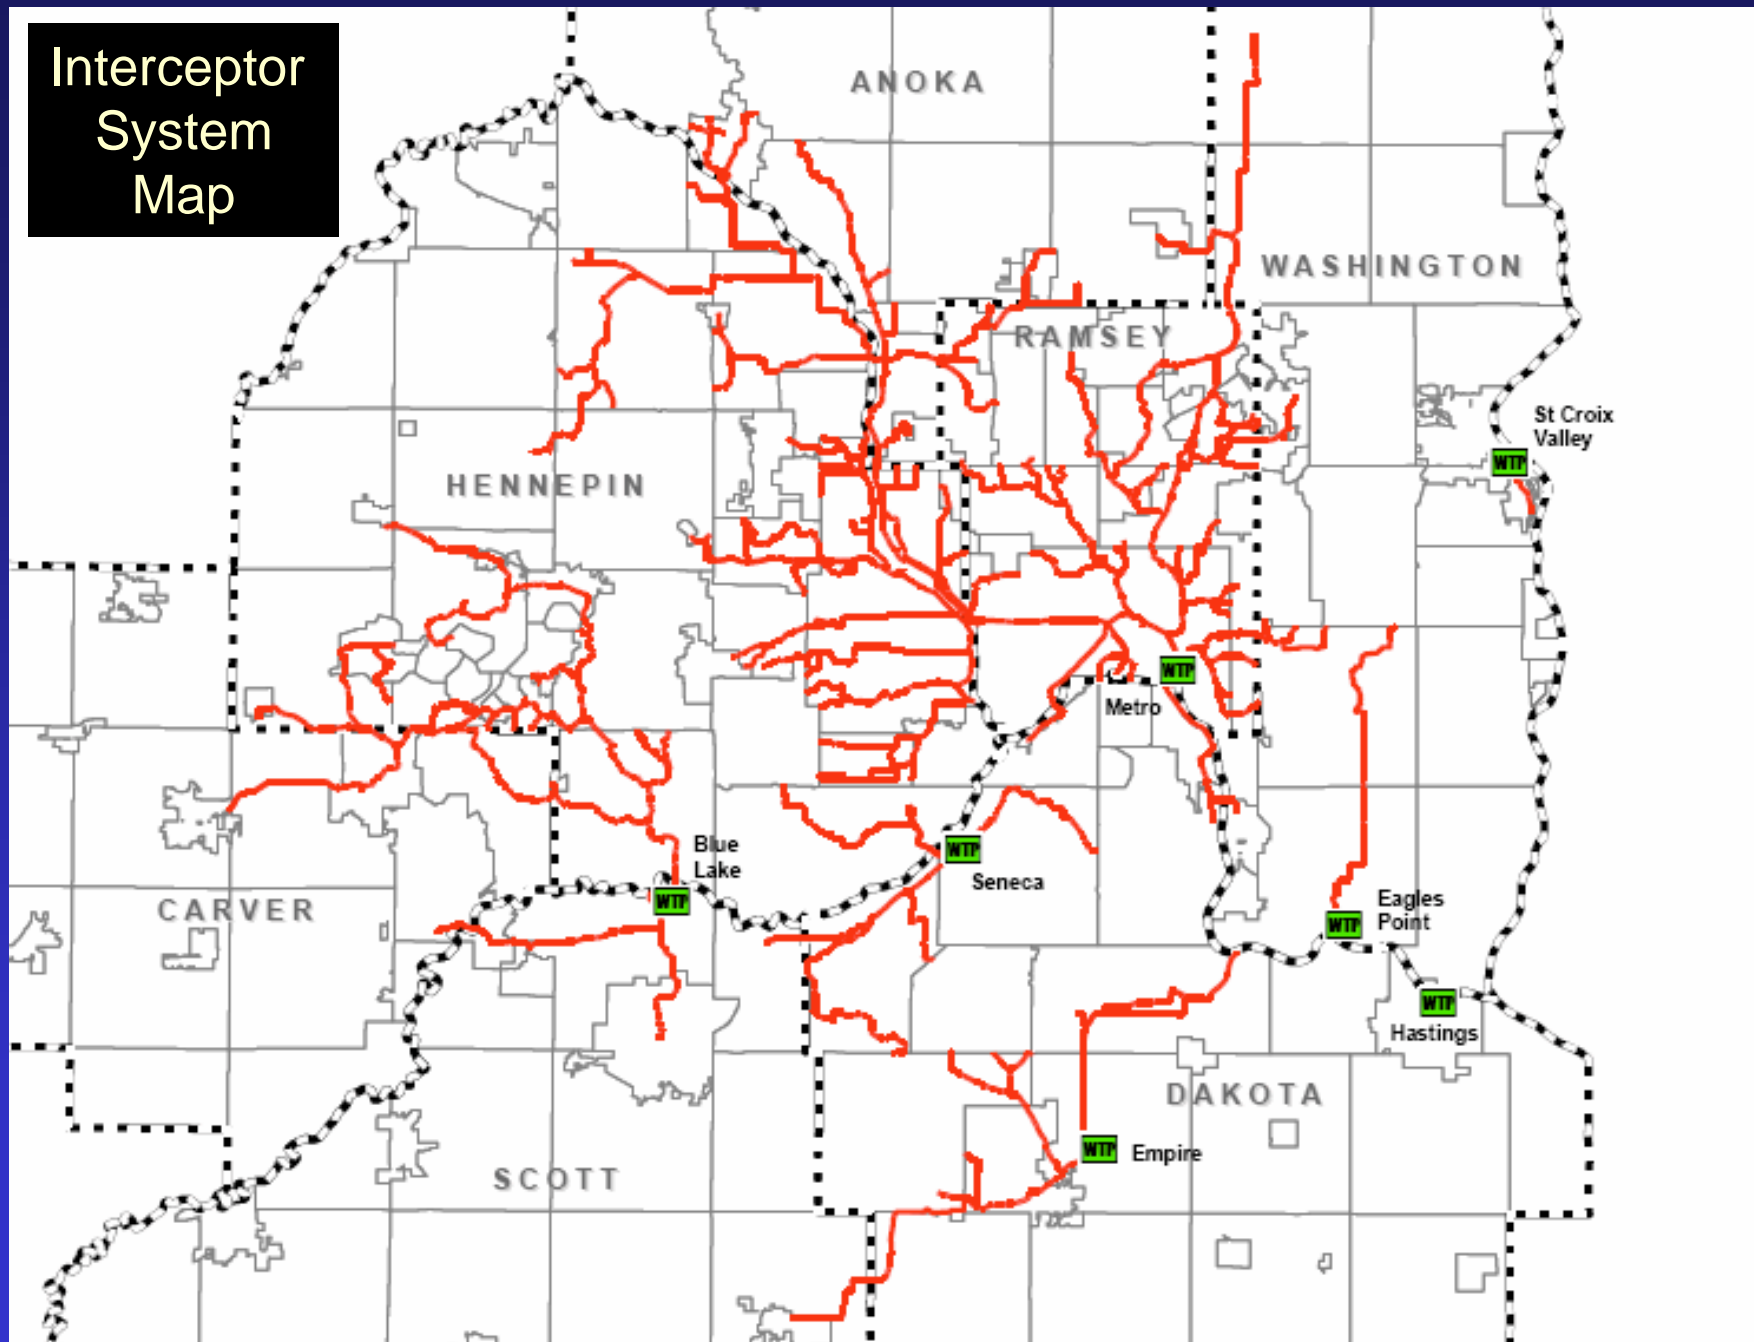 Interceptor
System
Map
ANOKA
WASHINGTON
RAMSEY
St Croix
Valley
WTP
HENNEPIN
WTP
Metro
Blue
Lake
WTP
WTP
Seneca
CARVER
WTP
Eagles
Point
WTP
Hastings
DAKOTA
WTP
Empire
SCOTT